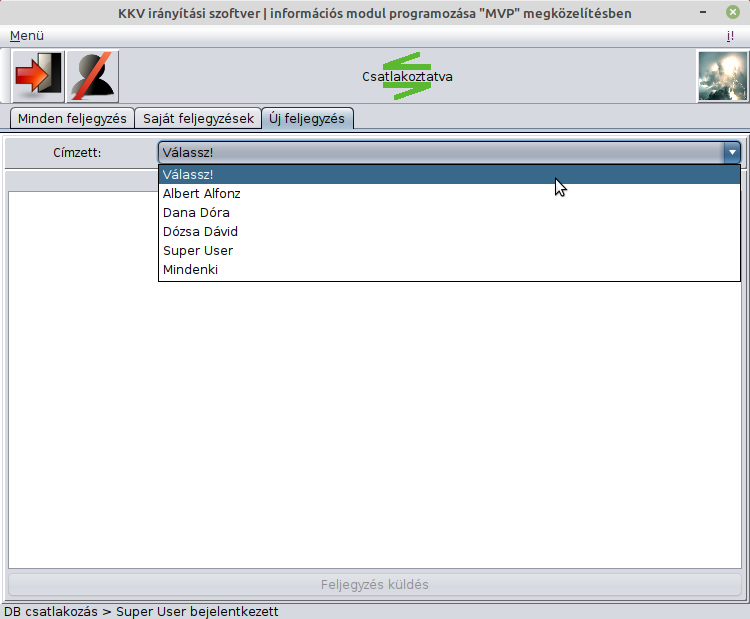 KKV irányítási szoftver | információs modul programozása "MVP" megközelítésben
Menü i!
Csatlakoztatva
Minden feljegyzés Saját feljegyzések Új feljegyzés
Címzett: Válassz!
Válassz!
Albert Alfonz
Dana Dóra
Dózsa Dávid
Super User
Mindenki
Feljegyzés küldés
DB csatlakozás > Super User bejelentkezett